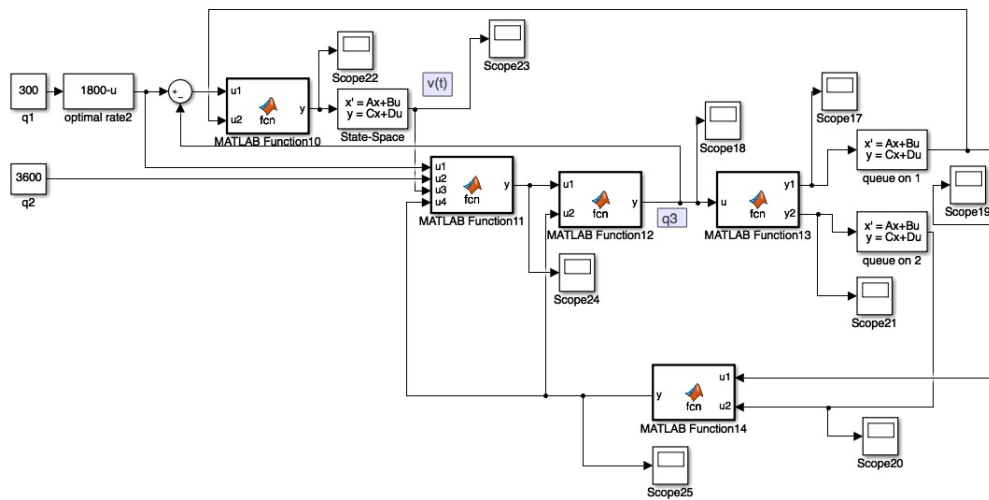 Scope22
v(t)
Scope23
300
q1
1800-u
optimal rate2
+
−
u1
u2
fcn
y
MATLAB Function10
x' = Ax+Bu
y = Cx+Du
State-Space
3600
q2
u1
u2
u3
u4
fcn
y
MATLAB Function11
u1
u2
fcn
y
MATLAB Function12
q3
Scope18
u
fcn
y1
y2
MATLAB Function13
Scope17
x' = Ax+Bu
y = Cx+Du
queue on 1
Scope19
x' = Ax+Bu
y = Cx+Du
queue on 2
Scope24
Scope21
y
fcn
u1
u2
MATLAB Function14
Scope20
Scope25